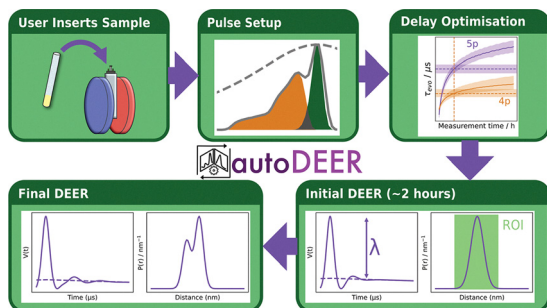 User Inserts Sample
Pulse Setup
Delay Optimisation
5p
4p
τevo / μs
Measurement time / h
autoDEER
Final DEER
V(t)
Time (μs)
P(r) / nm⁻¹
Distance (nm)
Initial DEER (~2 hours)
V(t)
λ
Time (μs)
P(r) / nm⁻¹
ROI
Distance (nm)